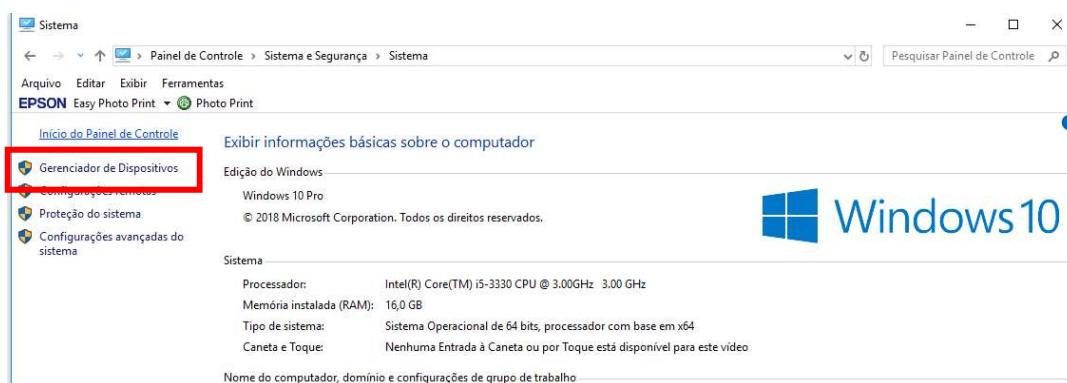 Sistema
Painel de Controle > Sistema e Segurança > Sistema
Pesquisar Painel de Controle
Arquivo Editar Exibir Ferramentas
EPSON Easy Photo Print Photo Print
Início do Painel de Controle
Gerenciador de Dispositivos
Configurações remotas
Proteção do sistema
Configurações avançadas do
sistema
Exibir informações básicas sobre o computador
Edição do Windows
Windows 10 Pro
© 2018 Microsoft Corporation. Todos os direitos reservados.
Windows 10
Sistema
Processador: Intel(R) Core(TM) i5-3330 CPU @ 3.00GHz 3.00 GHz
Memória instalada (RAM): 16,0 GB
Tipo de sistema: Sistema Operacional de 64 bits, processador com base em x64
Caneta e Toque: Nenhuma Entrada à Caneta ou por Toque está disponível para este vídeo
Nome do computador, domínio e configurações de grupo de trabalho